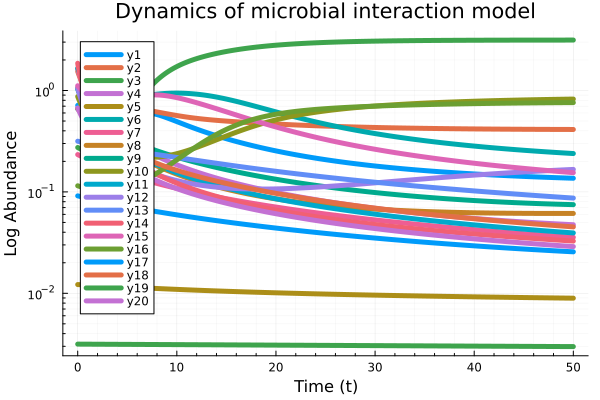 Dynamics of microbial interaction model
Log Abundance
10⁰
10⁻¹
10⁻²
y1
y2
y3
y4
y5
y6
y7
y8
y9
y10
y11
y12
y13
y14
y15
y16
y17
y18
y19
y20
0 10 20 30 40 50
Time (t)